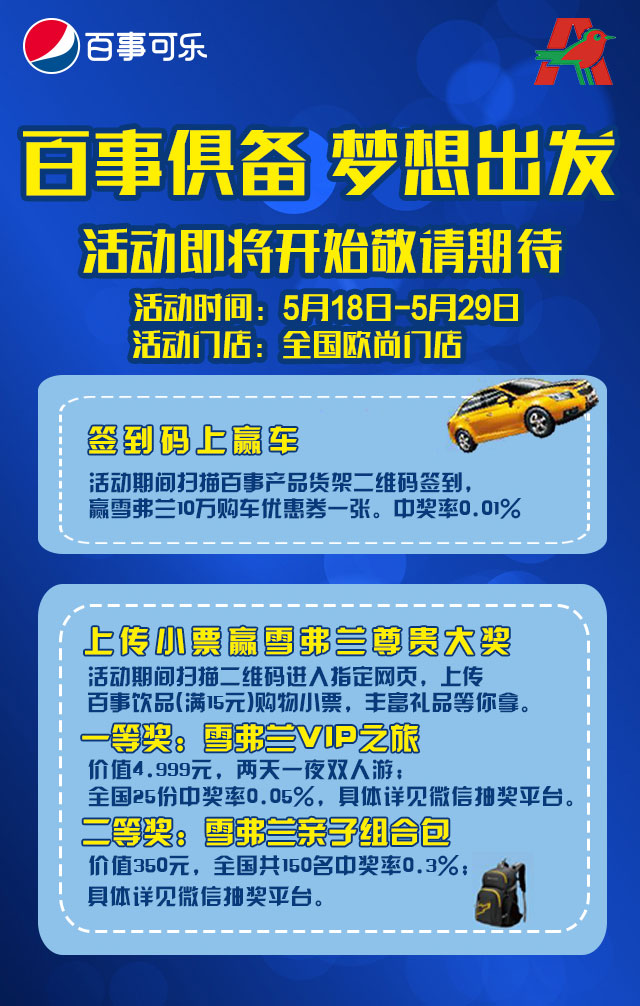 百事可乐
百事俱备 梦想出发
活动即将开始敬请期待
活动时间：5月18日-5月29日
活动门店：全国欧尚门店
签到码上赢车
活动期间扫描百事产品货架二维码签到，
赢雪弗兰10万购车优惠券一张。中奖率0.01%
上传小票赢雪弗兰尊贵大奖
活动期间扫描二维码进入指定网页，上传
百事饮品(满15元)购物小票，丰富礼品等你拿。
一等奖：雪弗兰VIP之旅
价值4.999元，两天一夜双人游；
全国25份中奖率0.05%，具体详见微信抽奖平台。
二等奖：雪弗兰亲子组合包
价值350元，全国共150名中奖率0.3%；
具体详见微信抽奖平台。